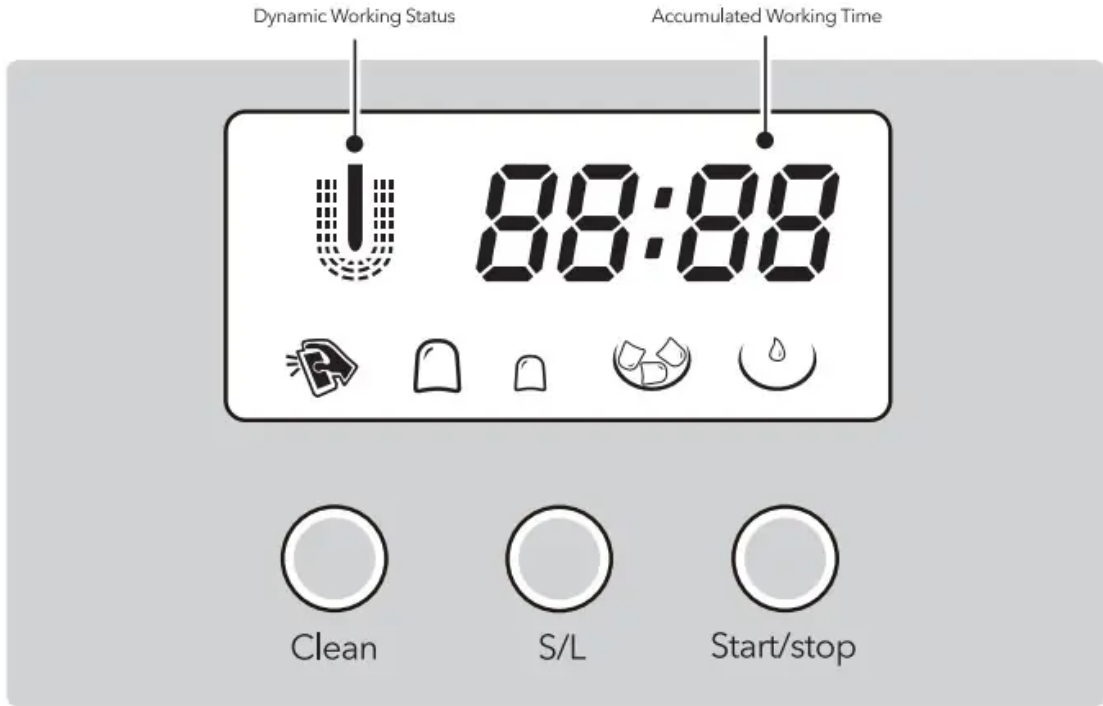 Dynamic Working Status
Accumulated Working Time
88:88
Clean
S/L
Start/stop